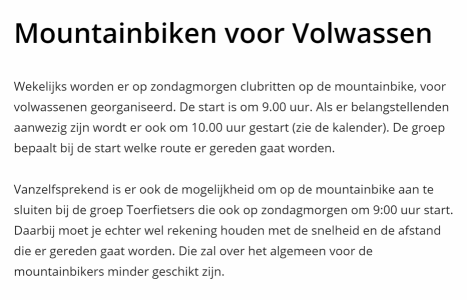 Mountainbiken voor Volwassen
Wekelijks worden er op zondagmorgen clubritten op de mountainbike, voor
volwassenen georganiseerd. De start is om 9.00 uur. Als er belangstellenden
aanwezig zijn wordt er ook om 10.00 uur gestart (zie de kalender). De groep
bepaalt bij de start welke route er gereden gaat worden.
Vanzelfsprekend is er ook de mogelijkheid om op de mountainbike aan te
sluiten bij de groep Toerfietsers die ook op zondagmorgen om 9:00 uur start.
Daarbij moet je echter wel rekening houden met de snelheid en de afstand
die er gereden gaat worden. Die zal over het algemeen voor de
mountainbikers minder geschikt zijn.